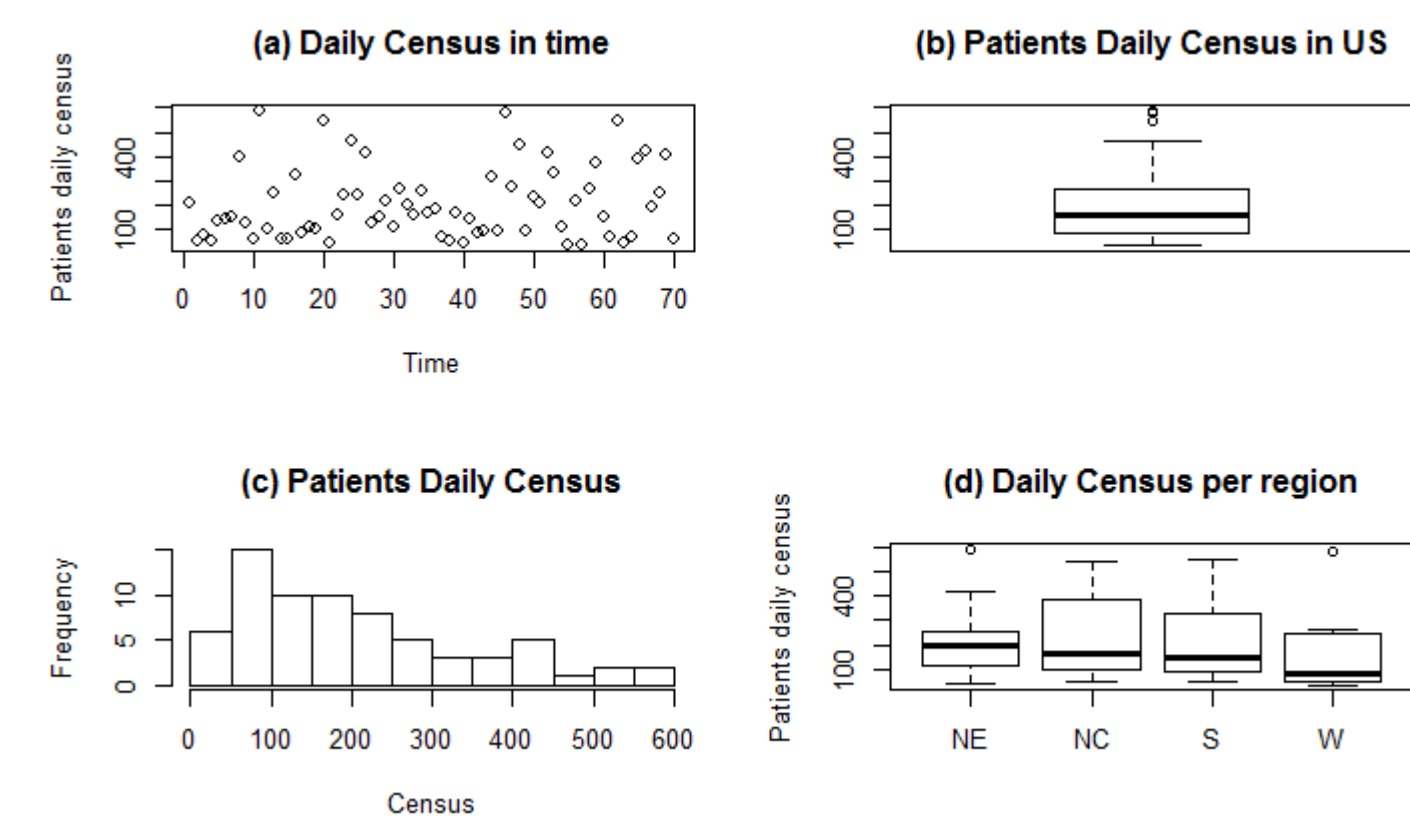 (a) Daily Census in time
Patients daily census
400
100
0 10 20 30 40 50 60 70
Time
(b) Patients Daily Census in US
400
100
(c) Patients Daily Census
Frequency
10
5
0
0 100 200 300 400 500 600
Census
(d) Daily Census per region
Patients daily census
400
100
NE NC S W